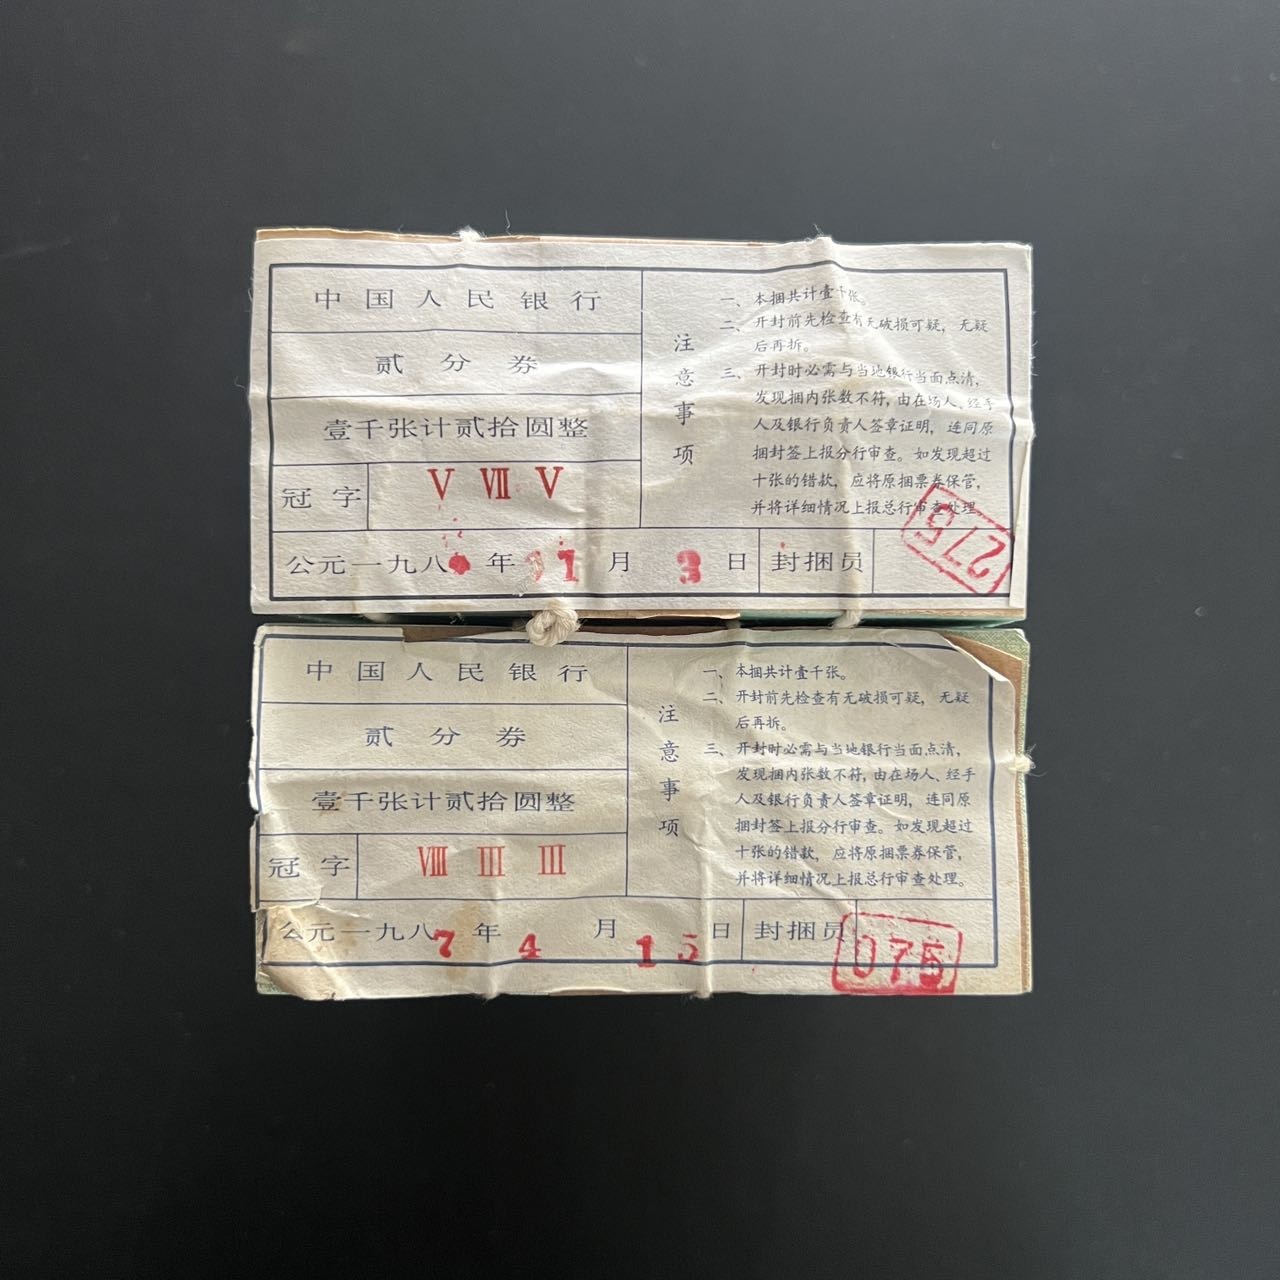 中国人民银行
贰分券
壹千张计贰拾圆整
冠字 V VII V
公元一九八 年 11月3日 封捆员 275
注意事项
一、本捆共计壹千张。
二、开封前先检查有无破损可疑，无疑
后再拆。
三、开封时必需与当地银行当面点清，
发现捆内张数不符，由在场人、经手
人及银行负责人签章证明，连同原
捆封签上报分行审查。如发现超过
十张的错款，应将原捆票券保管，
并将详细情况上报总行审查处理
中国人民银行
贰分券
壹千张计贰拾圆整
冠字 VIII III III
公元一九八7年4月15日 封捆员 075
注意事项
一、本捆共计壹千张。
二、开封前先检查有无破损可疑，无疑
后再拆。
三、开封时必需与当地银行当面点清，
发现捆内张数不符，由在场人、经手
人及银行负责人签章证明，连同原
捆封签上报分行审查。如发现超过
十张的错款，应将原捆票券保管，
并将详细情况上报总行审查处理。